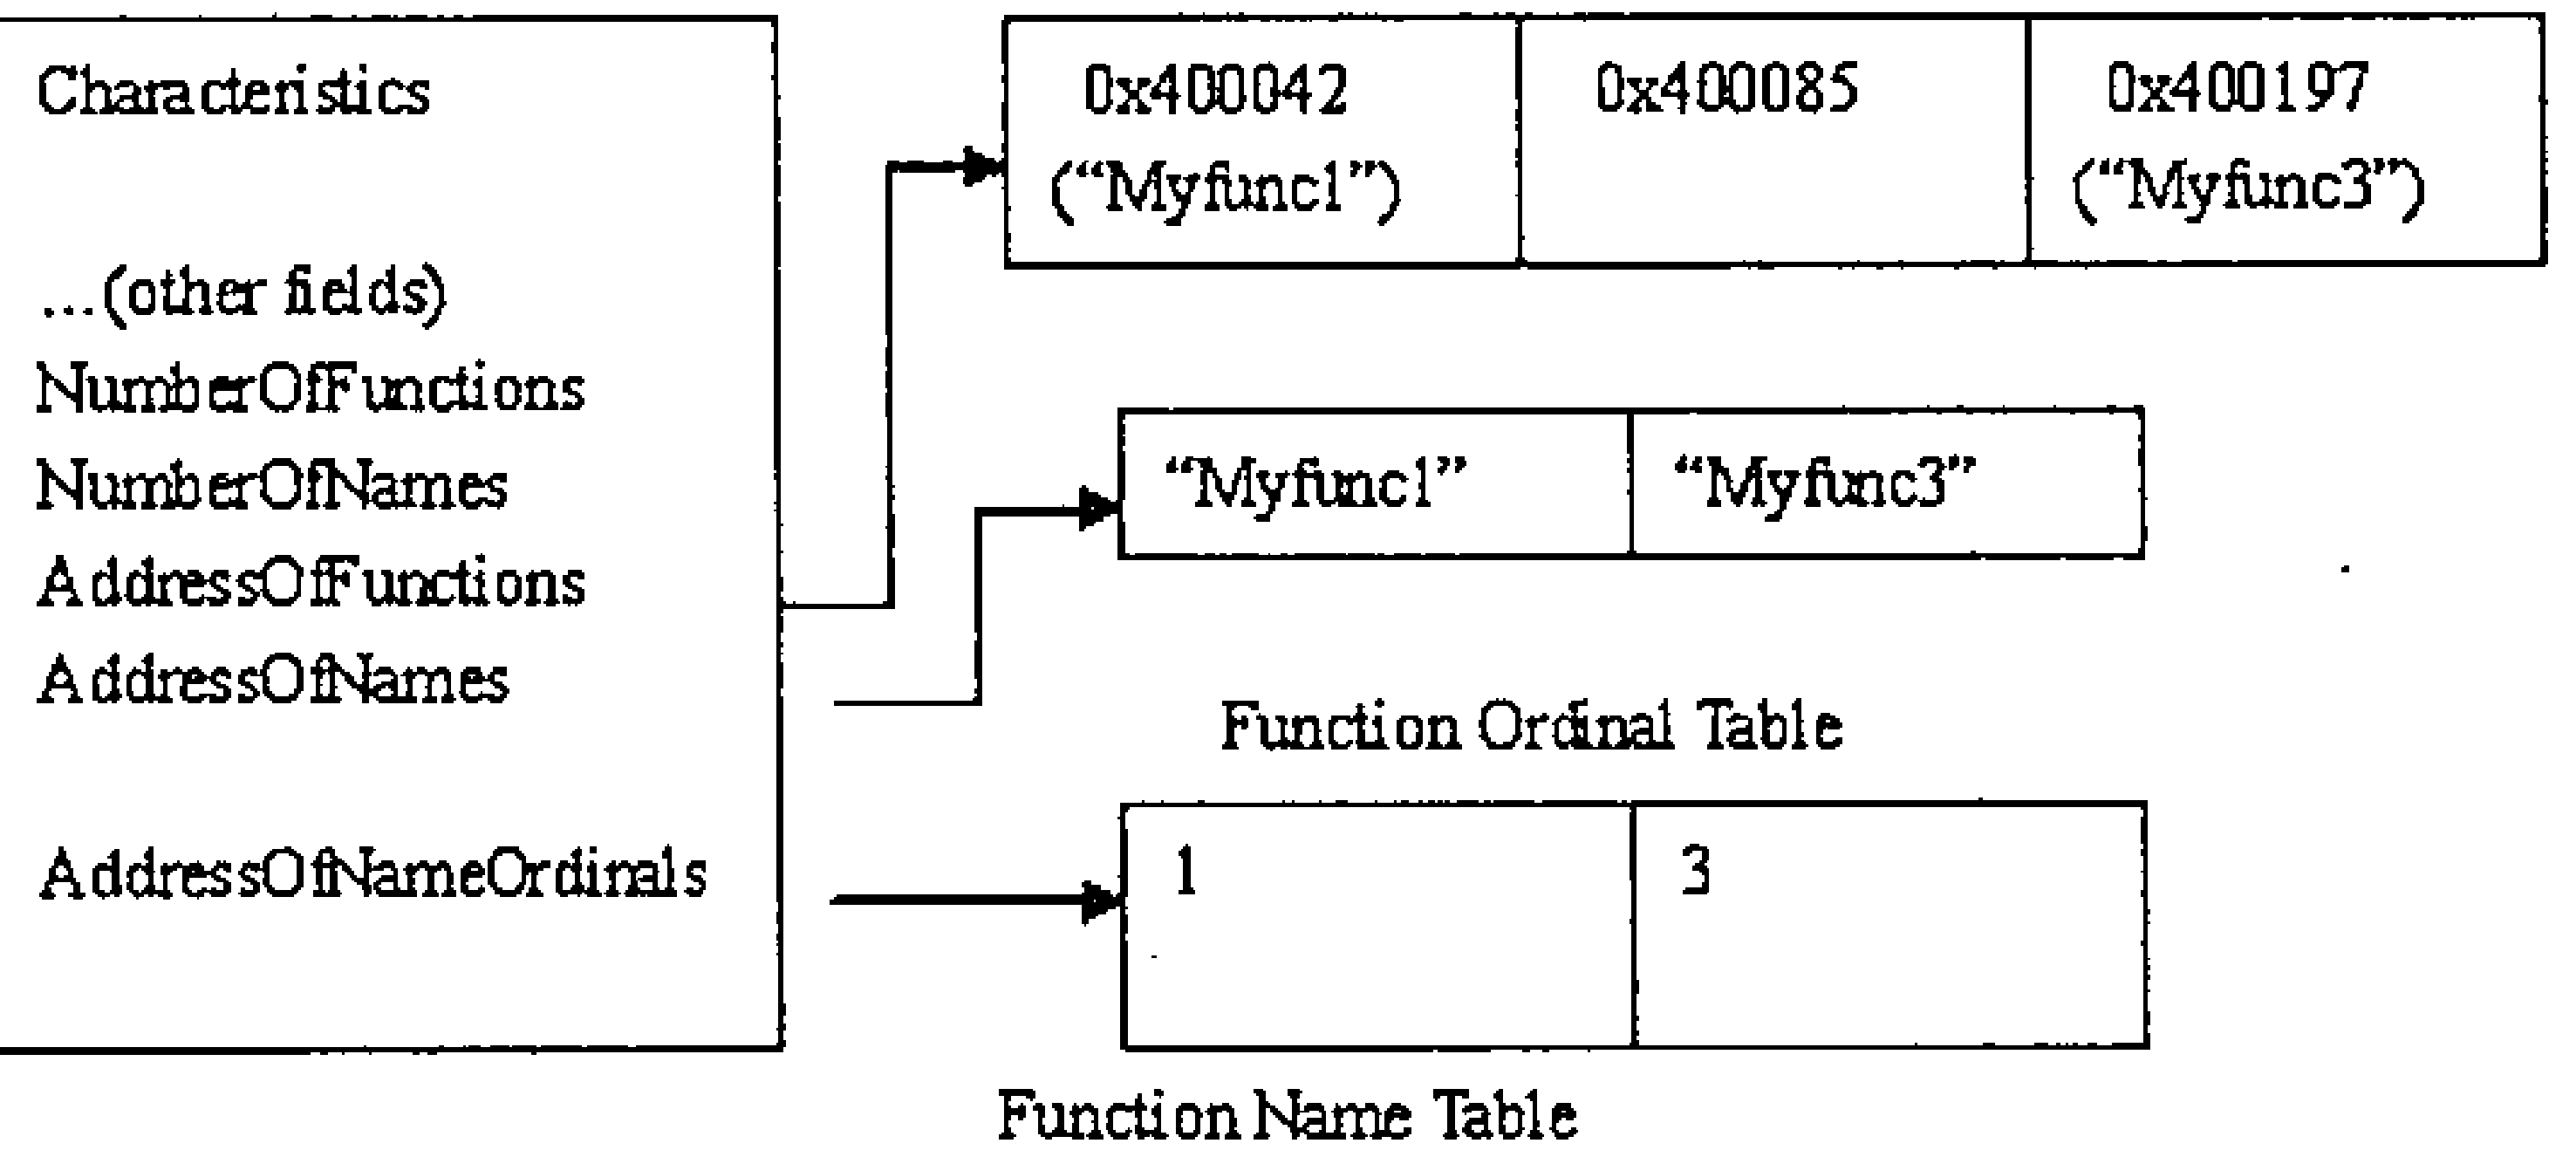 Characteristics
...(other fields)
NumberOfFunctions
NumberOfNames
AddressOfFunctions
AddressOfNames
AddressOfNameOrdinals
0x400042
("Myfunc1")
0x400085
0x400197
("Myfunc3")
"Myfunc1"
"Myfunc3"
Function Ordinal Table
1
3
Function Name Table